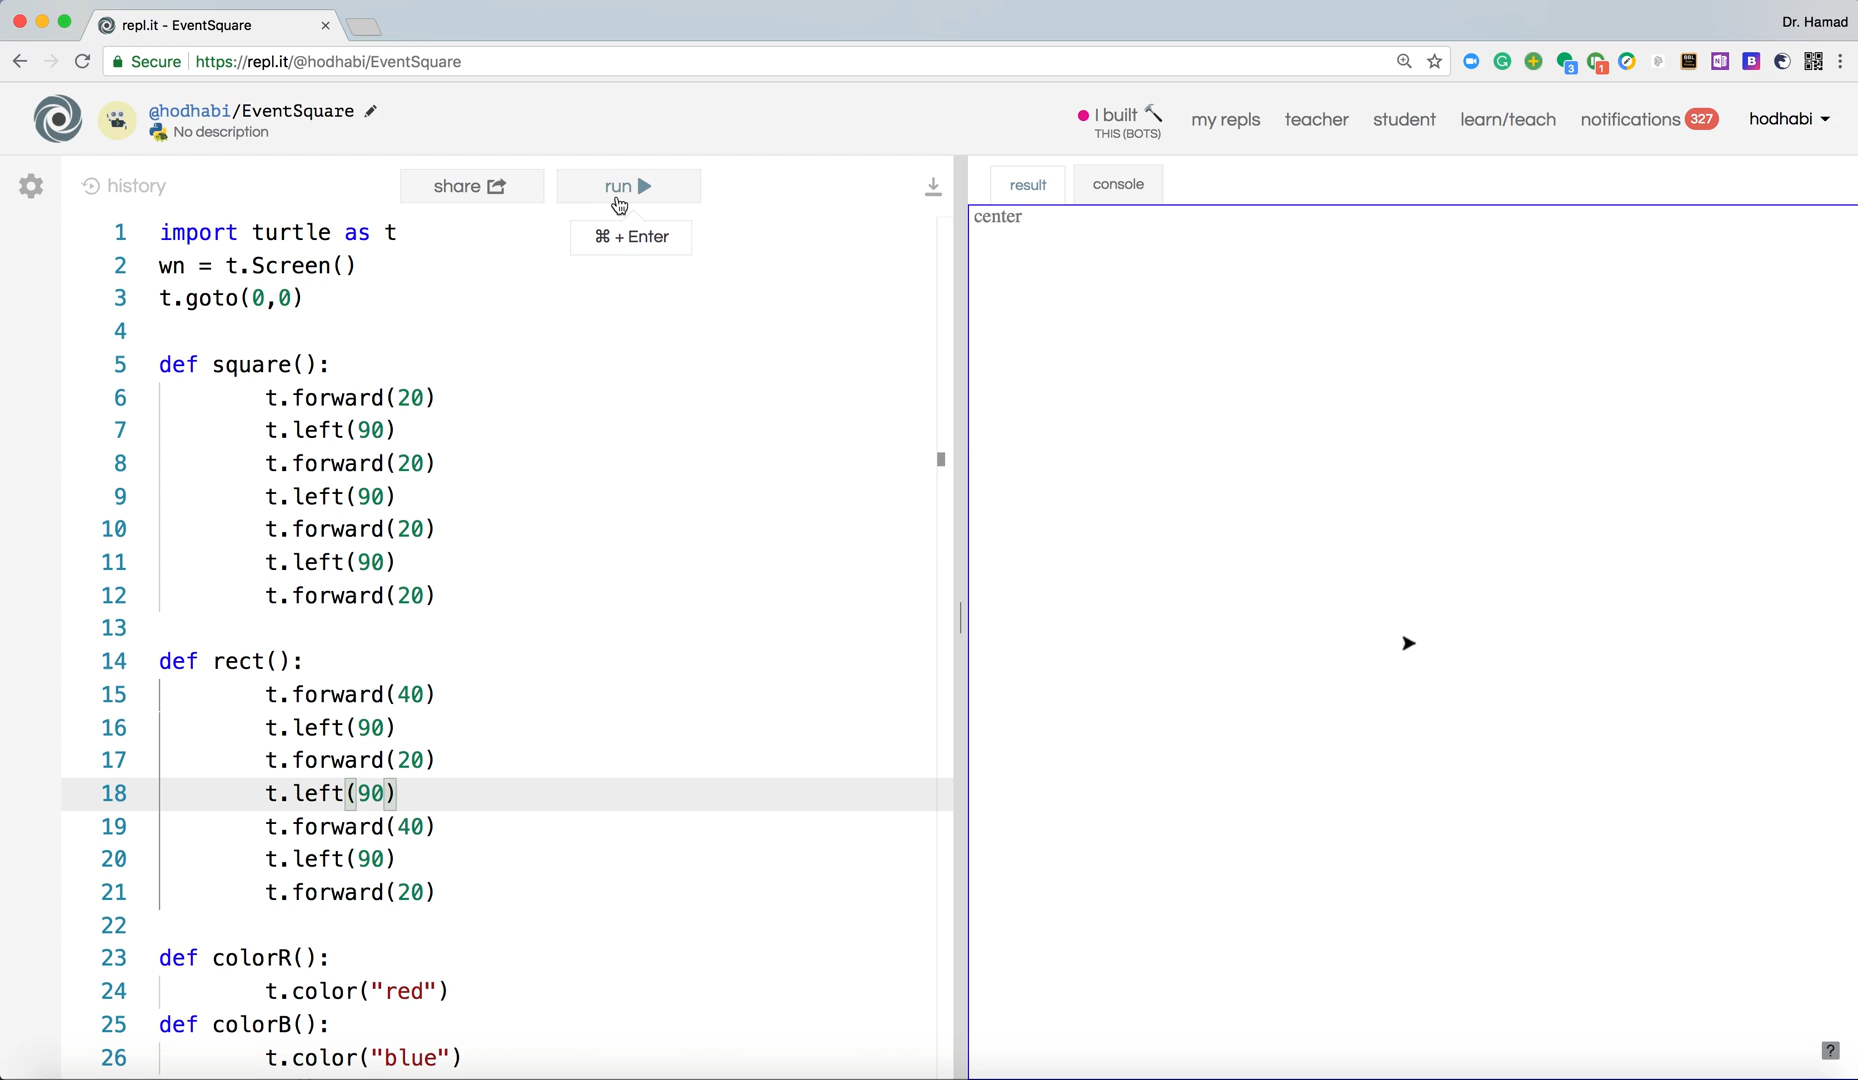 repl.it - EventSquare
Dr. Hamad
Secure https://repl.it/@hodhabi/EventSquare
3
1
@hodhabi/EventSquare
No description
I built
THIS (BOTS)
my repls
teacher
student
learn/teach
notifications 327
hodhabi
history
share
run
⌘ + Enter
result
console
center
1 import turtle as t
2 wn = t.Screen()
3 t.goto(0,0)
4
5 def square():
6 t.forward(20)
7 t.left(90)
8 t.forward(20)
9 t.left(90)
10 t.forward(20)
11 t.left(90)
12 t.forward(20)
13
14 def rect():
15 t.forward(40)
16 t.left(90)
17 t.forward(20)
18 t.left(90)
19 t.forward(40)
20 t.left(90)
21 t.forward(20)
22
23 def colorR():
24 t.color("red")
25 def colorB():
26 t.color("blue")
?